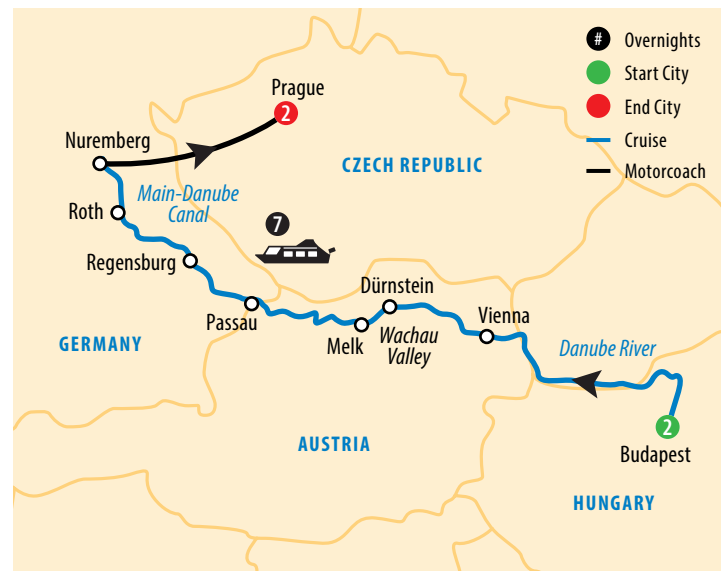 # Overnights
Start City
End City
Cruise
Motorcoach
Prague
2
Nuremberg
CZECH REPUBLIC
Main-Danube
Canal
Roth
7
Regensburg
Dürnstein
Passau
Vienna
Melk
Wachau
Valley
GERMANY
Danube River
2
Budapest
AUSTRIA
HUNGARY